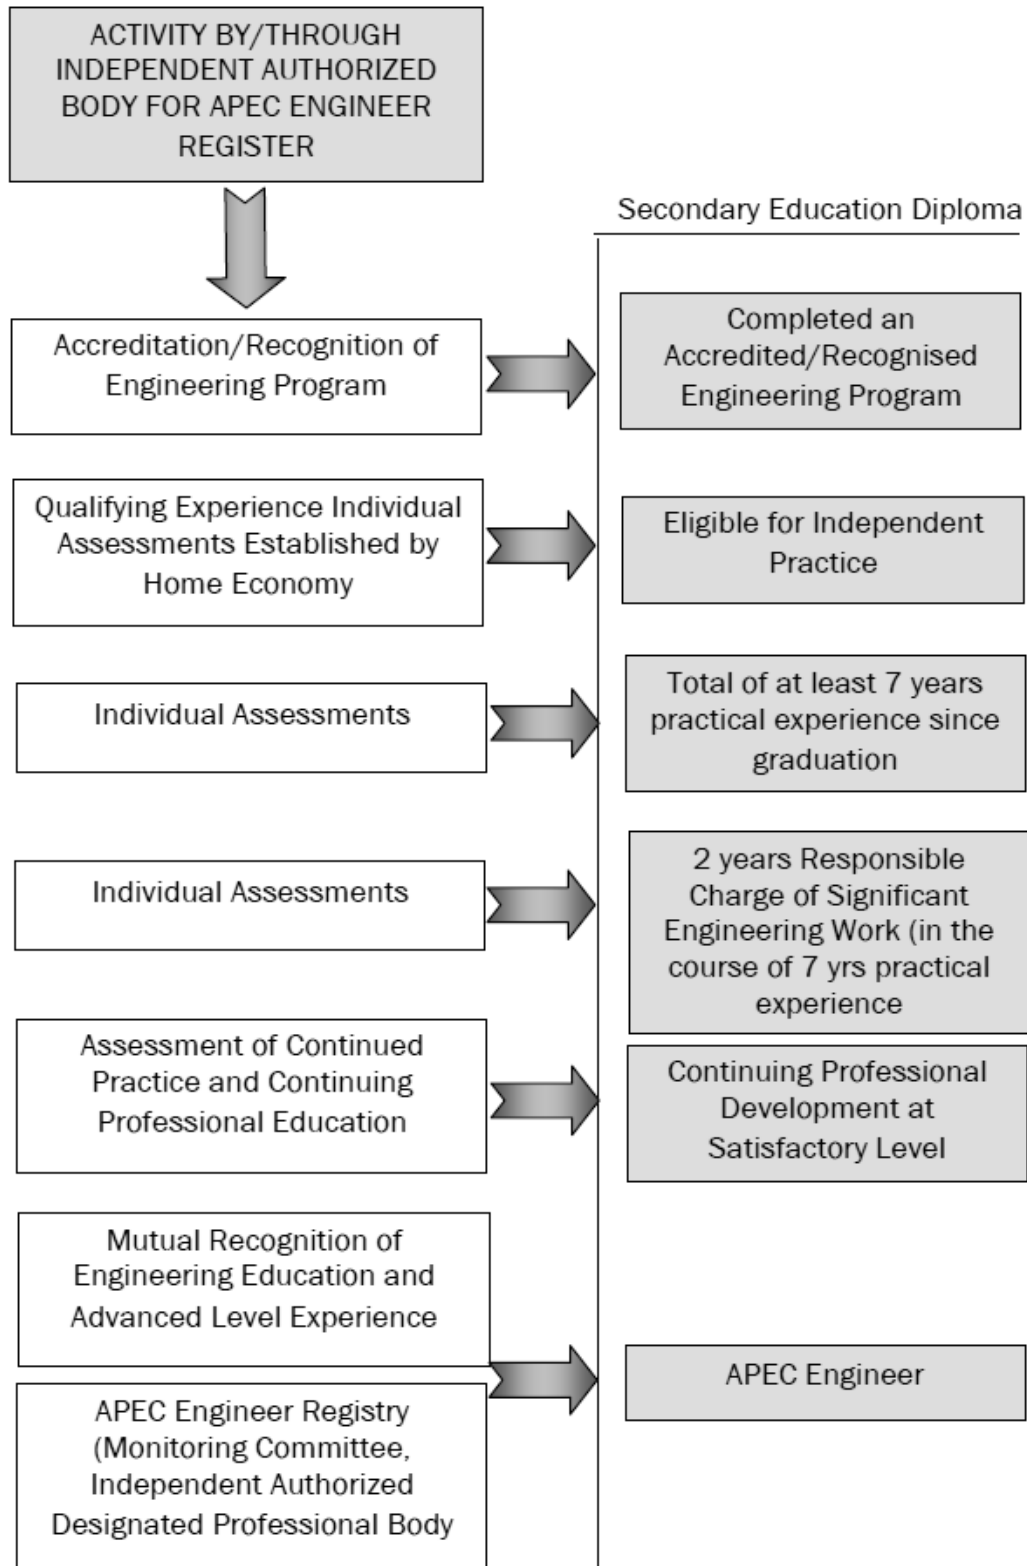 ACTIVITY BY/THROUGH
INDEPENDENT AUTHORIZED
BODY FOR APEC ENGINEER
REGISTER
Secondary Education Diploma
Accreditation/Recognition of
Engineering Program
Completed an
Accredited/Recognised
Engineering Program
Qualifying Experience Individual
Assessments Established by
Home Economy
Eligible for Independent
Practice
Individual Assessments
Total of at least 7 years
practical experience since
graduation
Individual Assessments
2 years Responsible
Charge of Significant
Engineering Work (in the
course of 7 yrs practical
experience
Assessment of Continued
Practice and Continuing
Professional Education
Continuing Professional
Development at
Satisfactory Level
Mutual Recognition of
Engineering Education and
Advanced Level Experience
APEC Engineer Registry
(Monitoring Committee,
Independent Authorized
Designated Professional Body
APEC Engineer